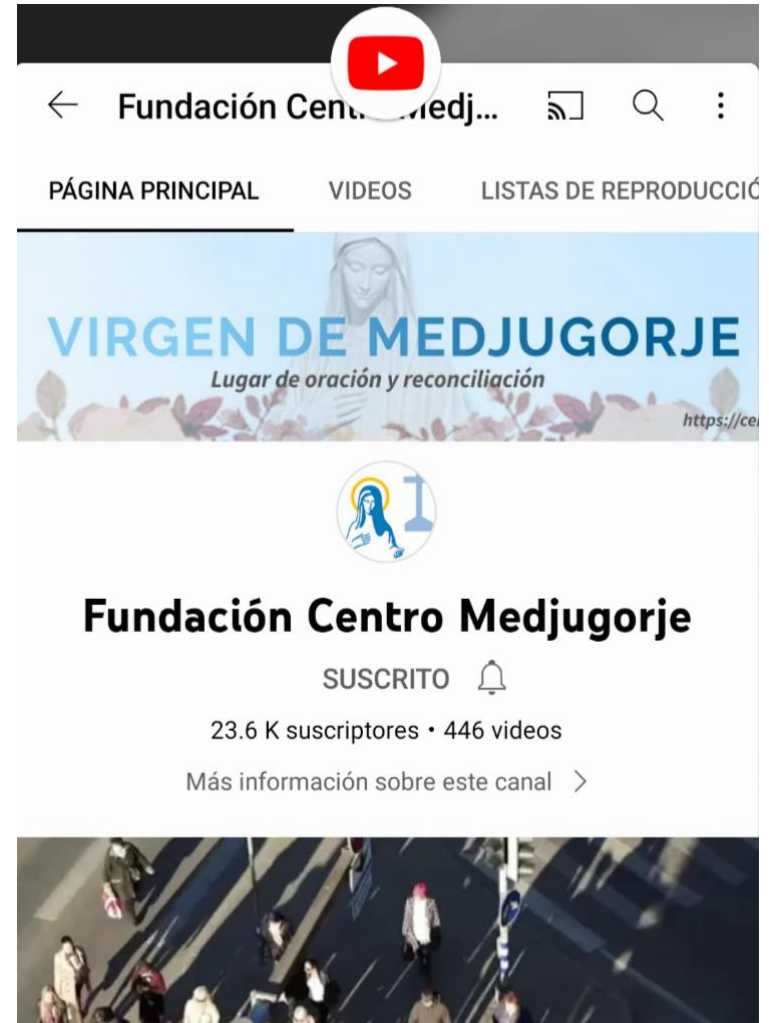 Fundación Cent... Medj...
PÁGINA PRINCIPAL VIDEOS LISTAS DE REPRODUCCIÓ
VIRGEN DE MEDJUGORJE
Lugar de oración y reconciliación
https://ce
Fundación Centro Medjugorje
SUSCRITO
23.6 K suscriptores • 446 videos
Más información sobre este canal